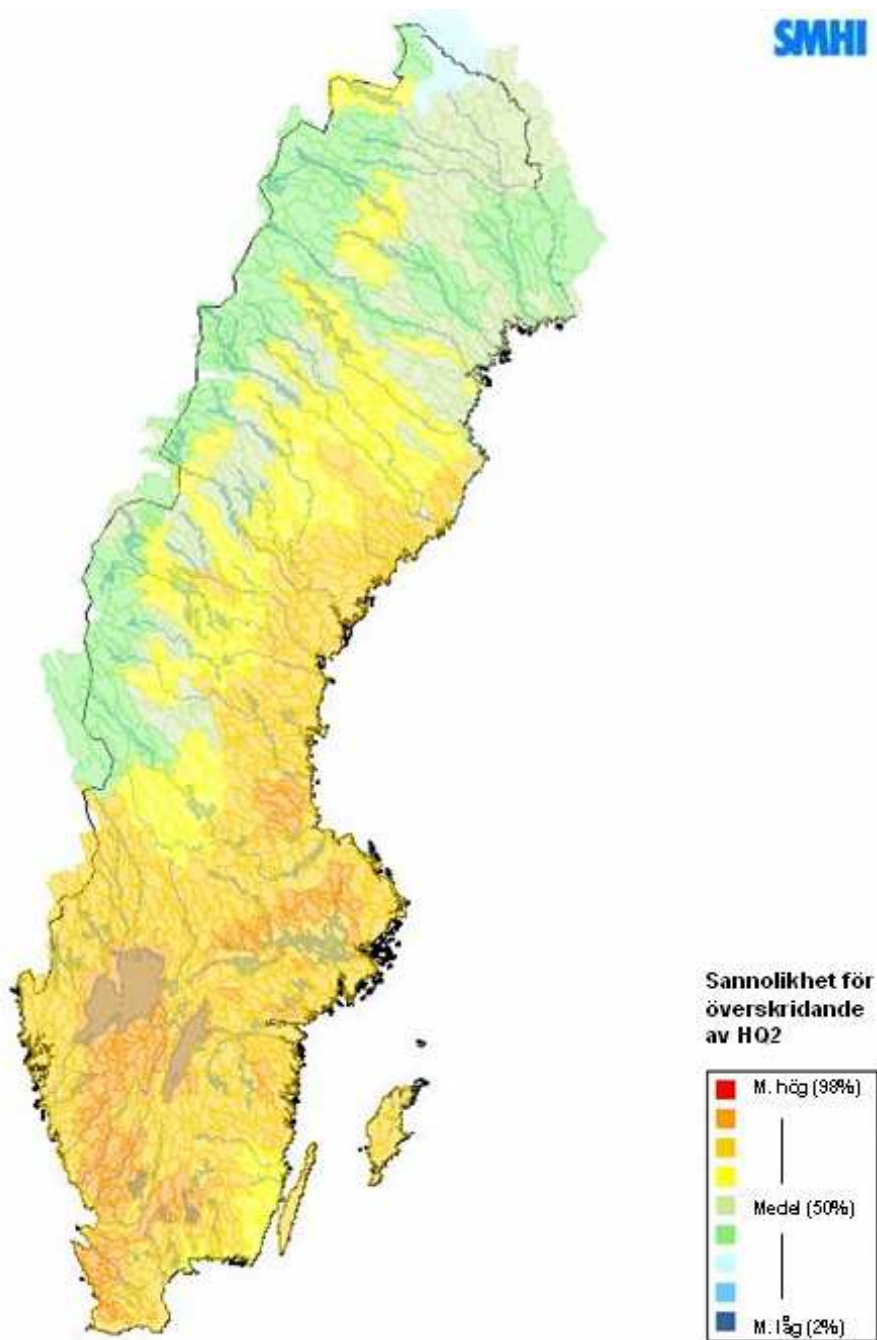 SMHI
Sannolikhet för
överskridande
av HQ2
M. hög (98%)
Medel (50%)
M. låg (2%)